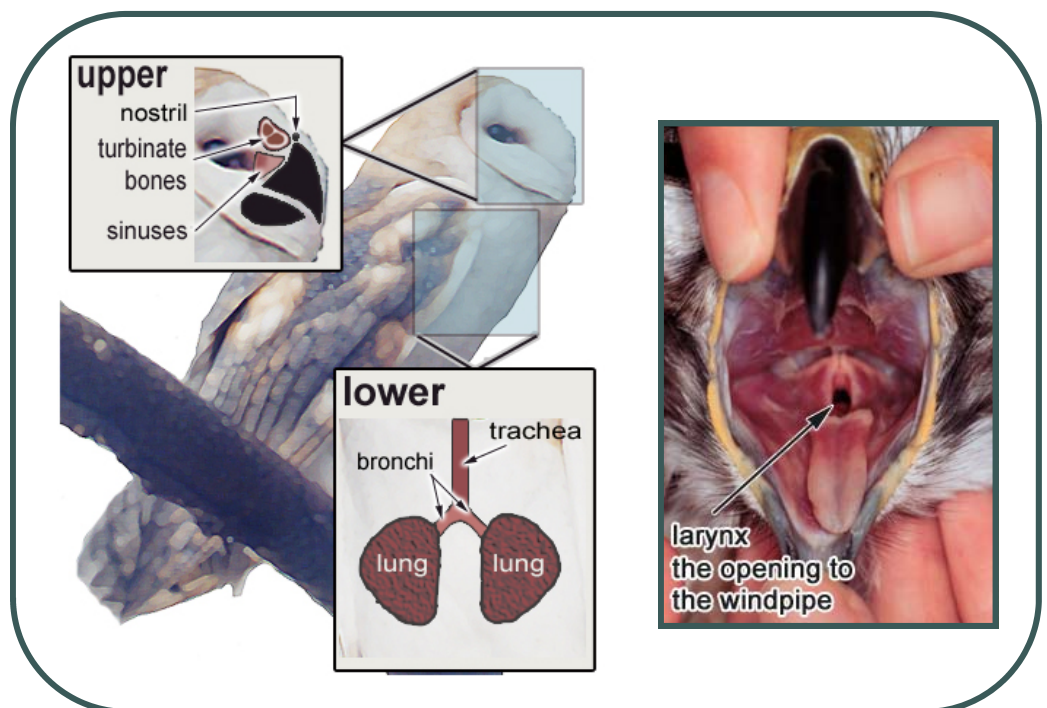 upper
nostril
turbinate
bones
sinuses
lower
trachea
bronchi
lung
lung
larynx
the opening to
the windpipe